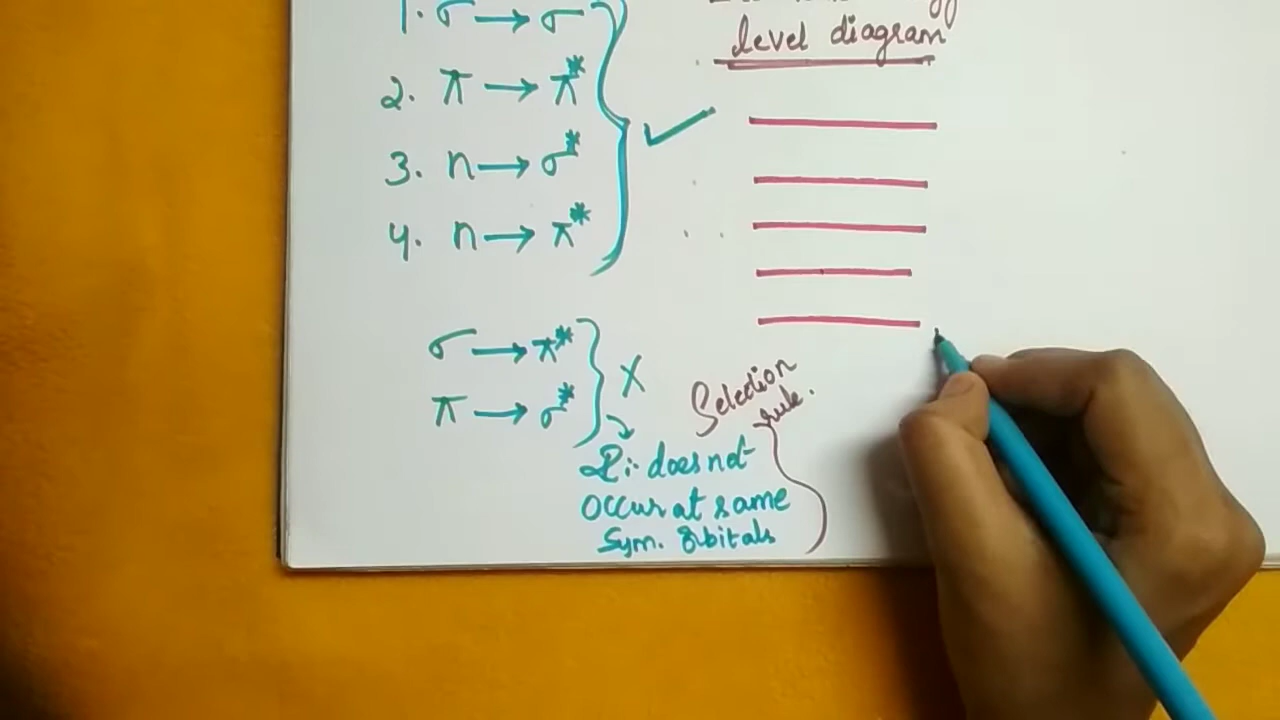 1. σ → σ
2. π → π*
3. n → σ*
4. n → π*
σ → π*
π → σ*
X
does not
occur at same
Sym. orbitals
Selection
rule.
level diagram